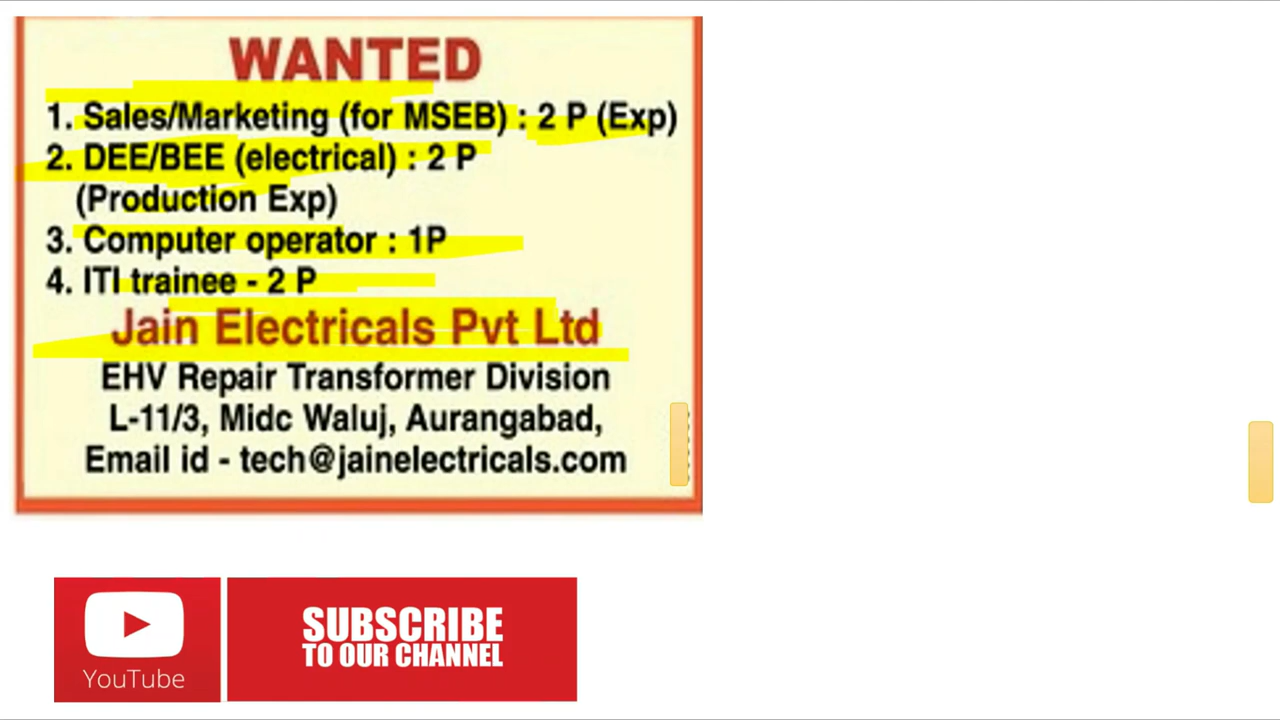 WANTED
1. Sales/Marketing (for MSEB) : 2 P (Exp)
2. DEE/BEE (electrical) : 2 P
(Production Exp)
3. Computer operator : 1P
4. ITI trainee - 2 P
Jain Electricals Pvt Ltd
EHV Repair Transformer Division
L-11/3, Midc Waluj, Aurangabad,
Email id - tech@jainelectricals.com
YouTube
SUBSCRIBE
TO OUR CHANNEL